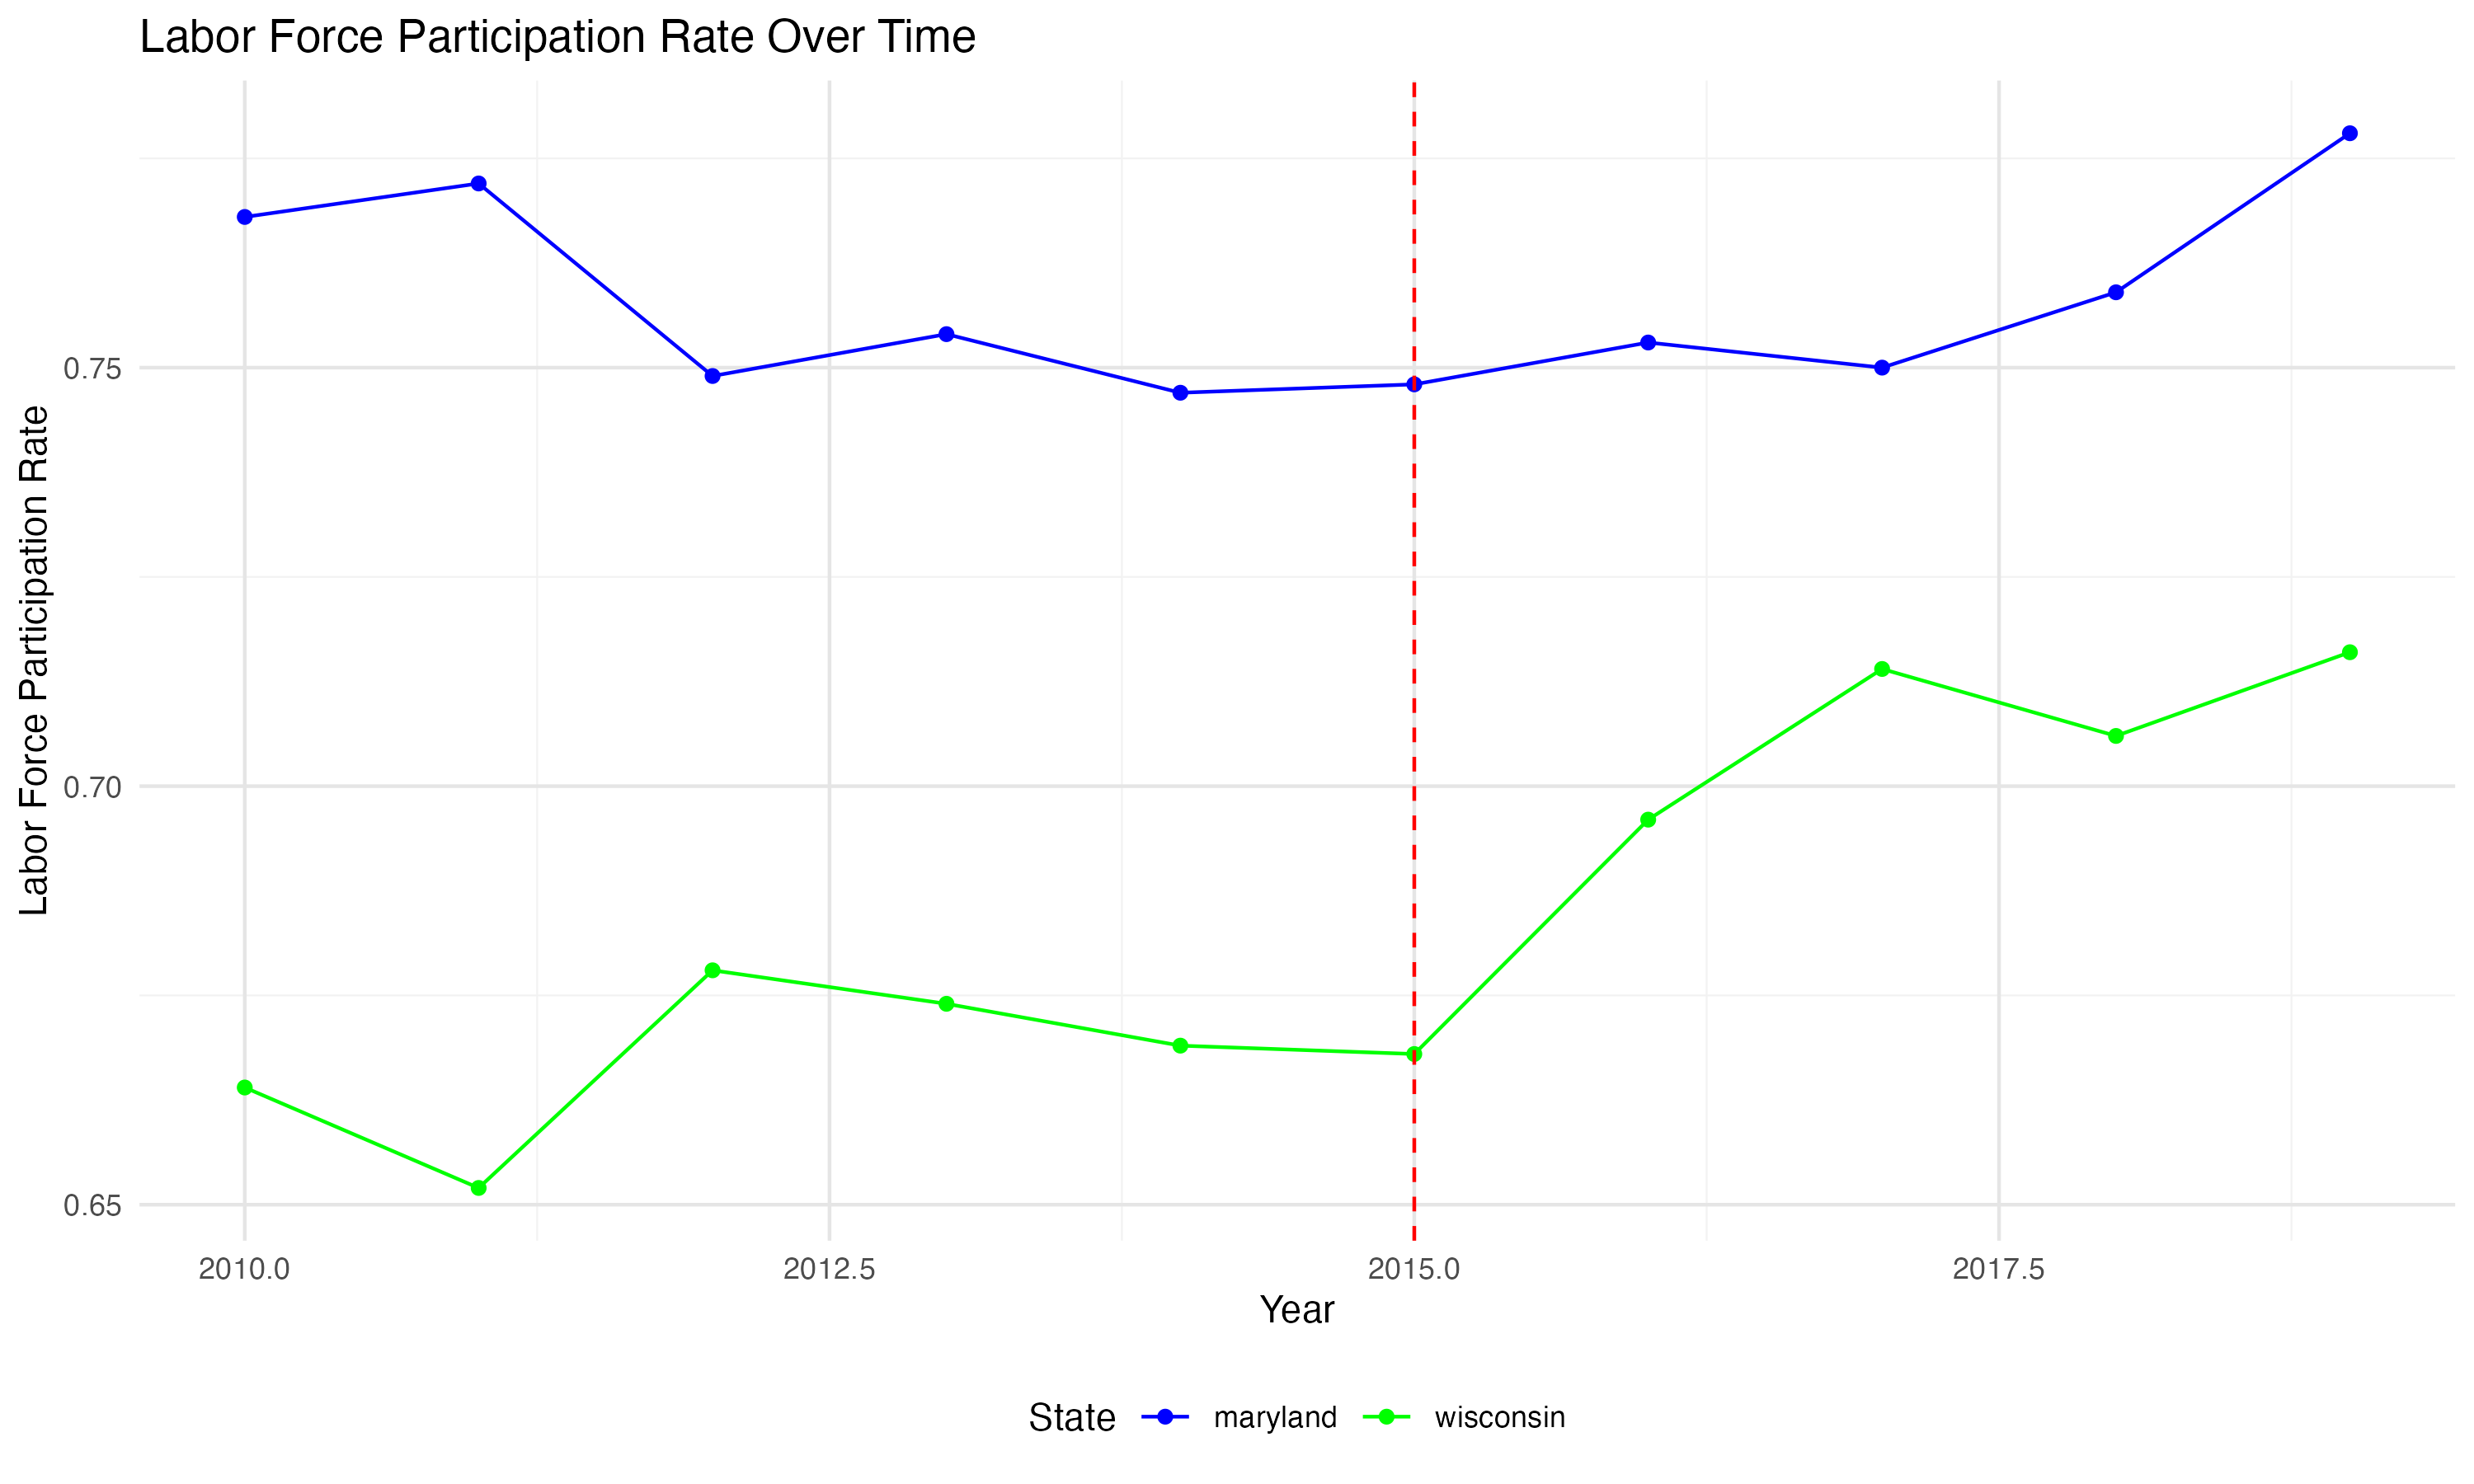 Labor Force Participation Rate Over Time
Labor Force Participation Rate
0.75
0.70
0.65
2010.0 2012.5 2015.0 2017.5
Year
State maryland wisconsin